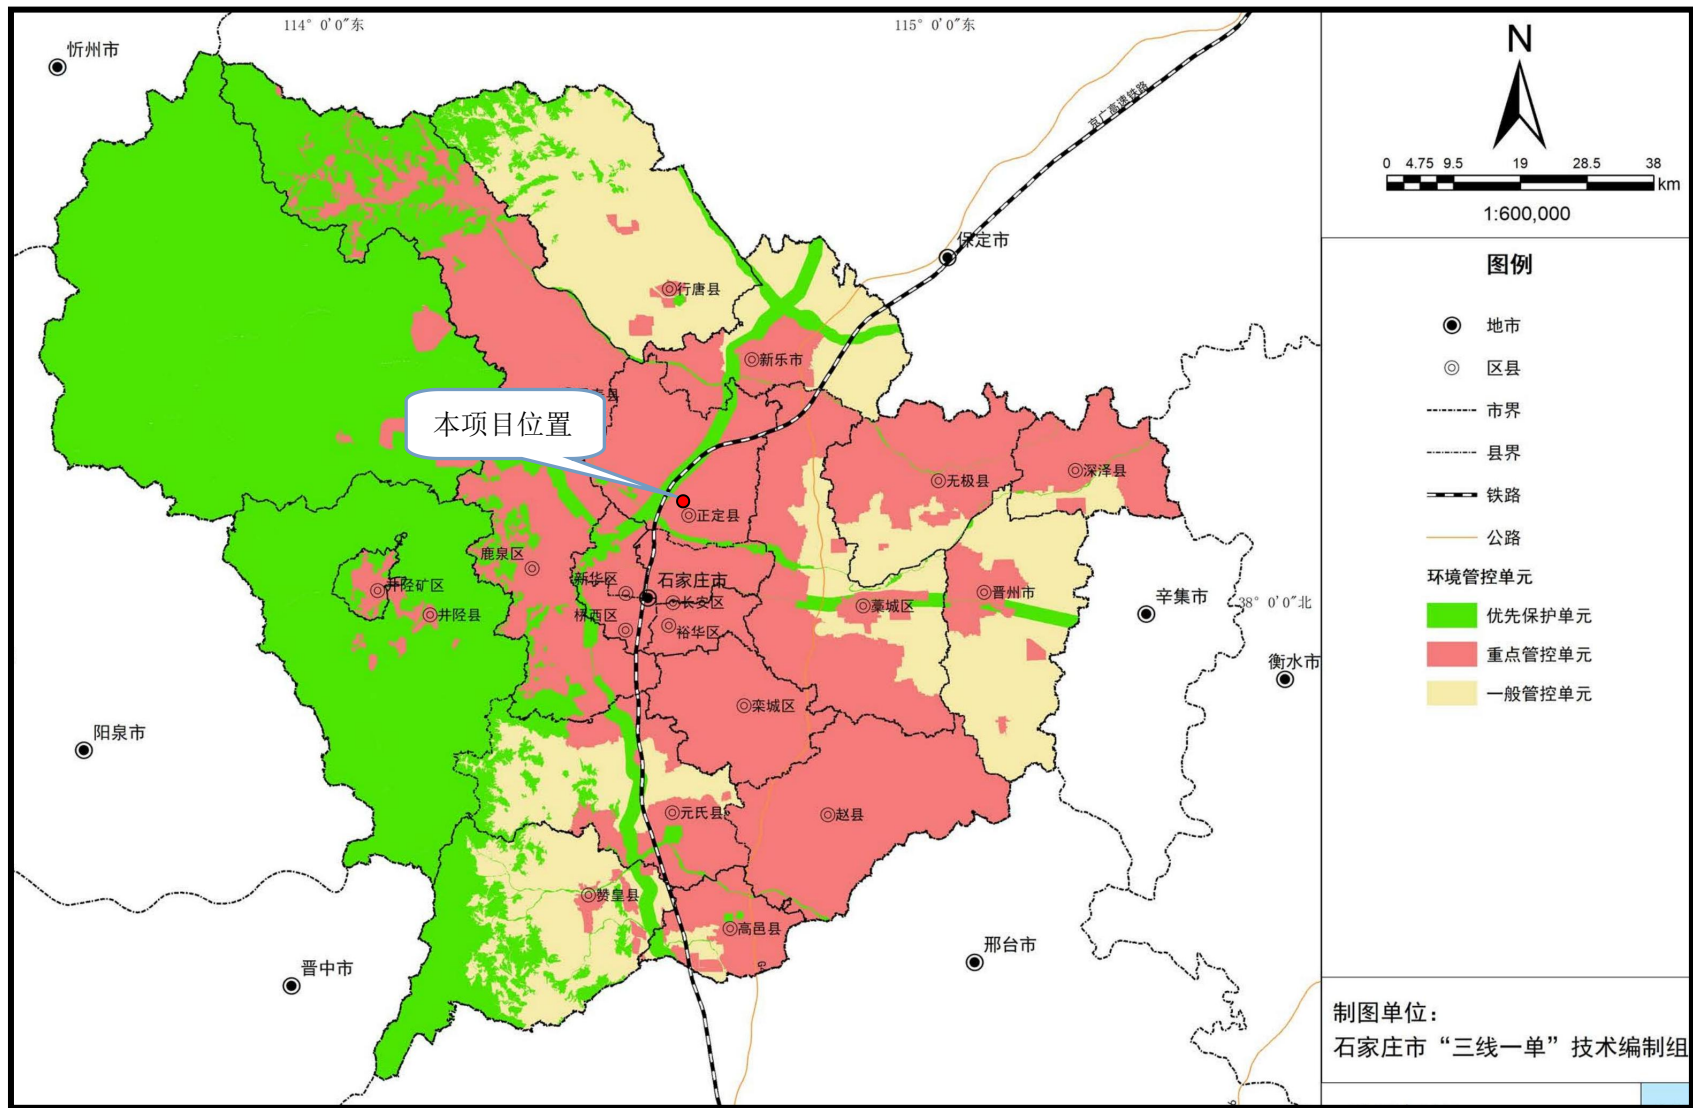 114° 0′0″东
115° 0′0″东
忻州市
京广高速铁路
保定市
行唐县
新乐市
县
本项目位置
无极县
深泽县
正定县
鹿泉区
新华区
石家庄市
井陉矿区
长安区
藁城区
晋州市
辛集市
38° 0′0″北
井陉县
桥西区
裕华区
衡水市
栾城区
阳泉市
元氏县
赵县
赞皇县
高邑县
邢台市
晋中市
N
0 4.75 9.5 19 28.5 38
km
1:600,000
图例
地市
区县
市界
县界
铁路
公路
环境管控单元
优先保护单元
重点管控单元
一般管控单元
制图单位：
石家庄市“三线一单”技术编制组